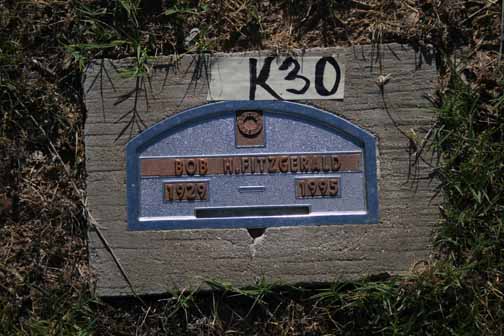 K30
BOB H.FITZGERALD
1929 - 1995